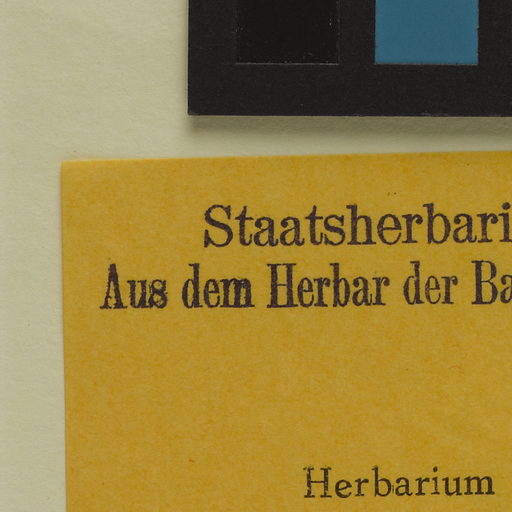 Staatsherbari
Aus dem Herbar der Ba
Herbarium